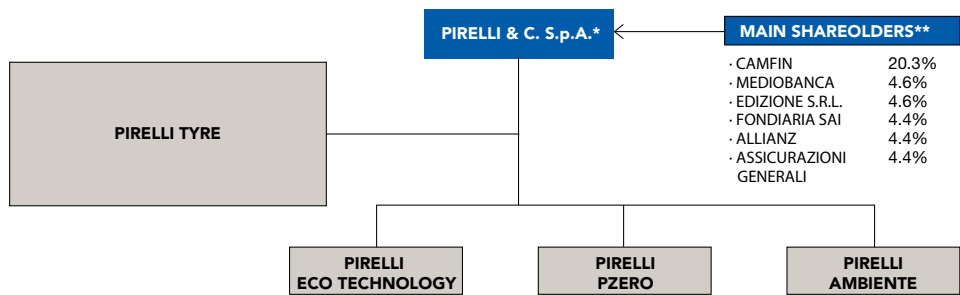 PIRELLI & C. S.p.A.*
MAIN SHAREOLDERS**
· CAMFIN 20.3%
· MEDIOBANCA 4.6%
· EDIZIONE S.R.L. 4.6%
· FONDIARIA SAI 4.4%
· ALLIANZ 4.4%
· ASSICURAZIONI 4.4%
GENERALI
PIRELLI TYRE
PIRELLI
ECO TECHNOLOGY
PIRELLI
PZERO
PIRELLI
AMBIENTE